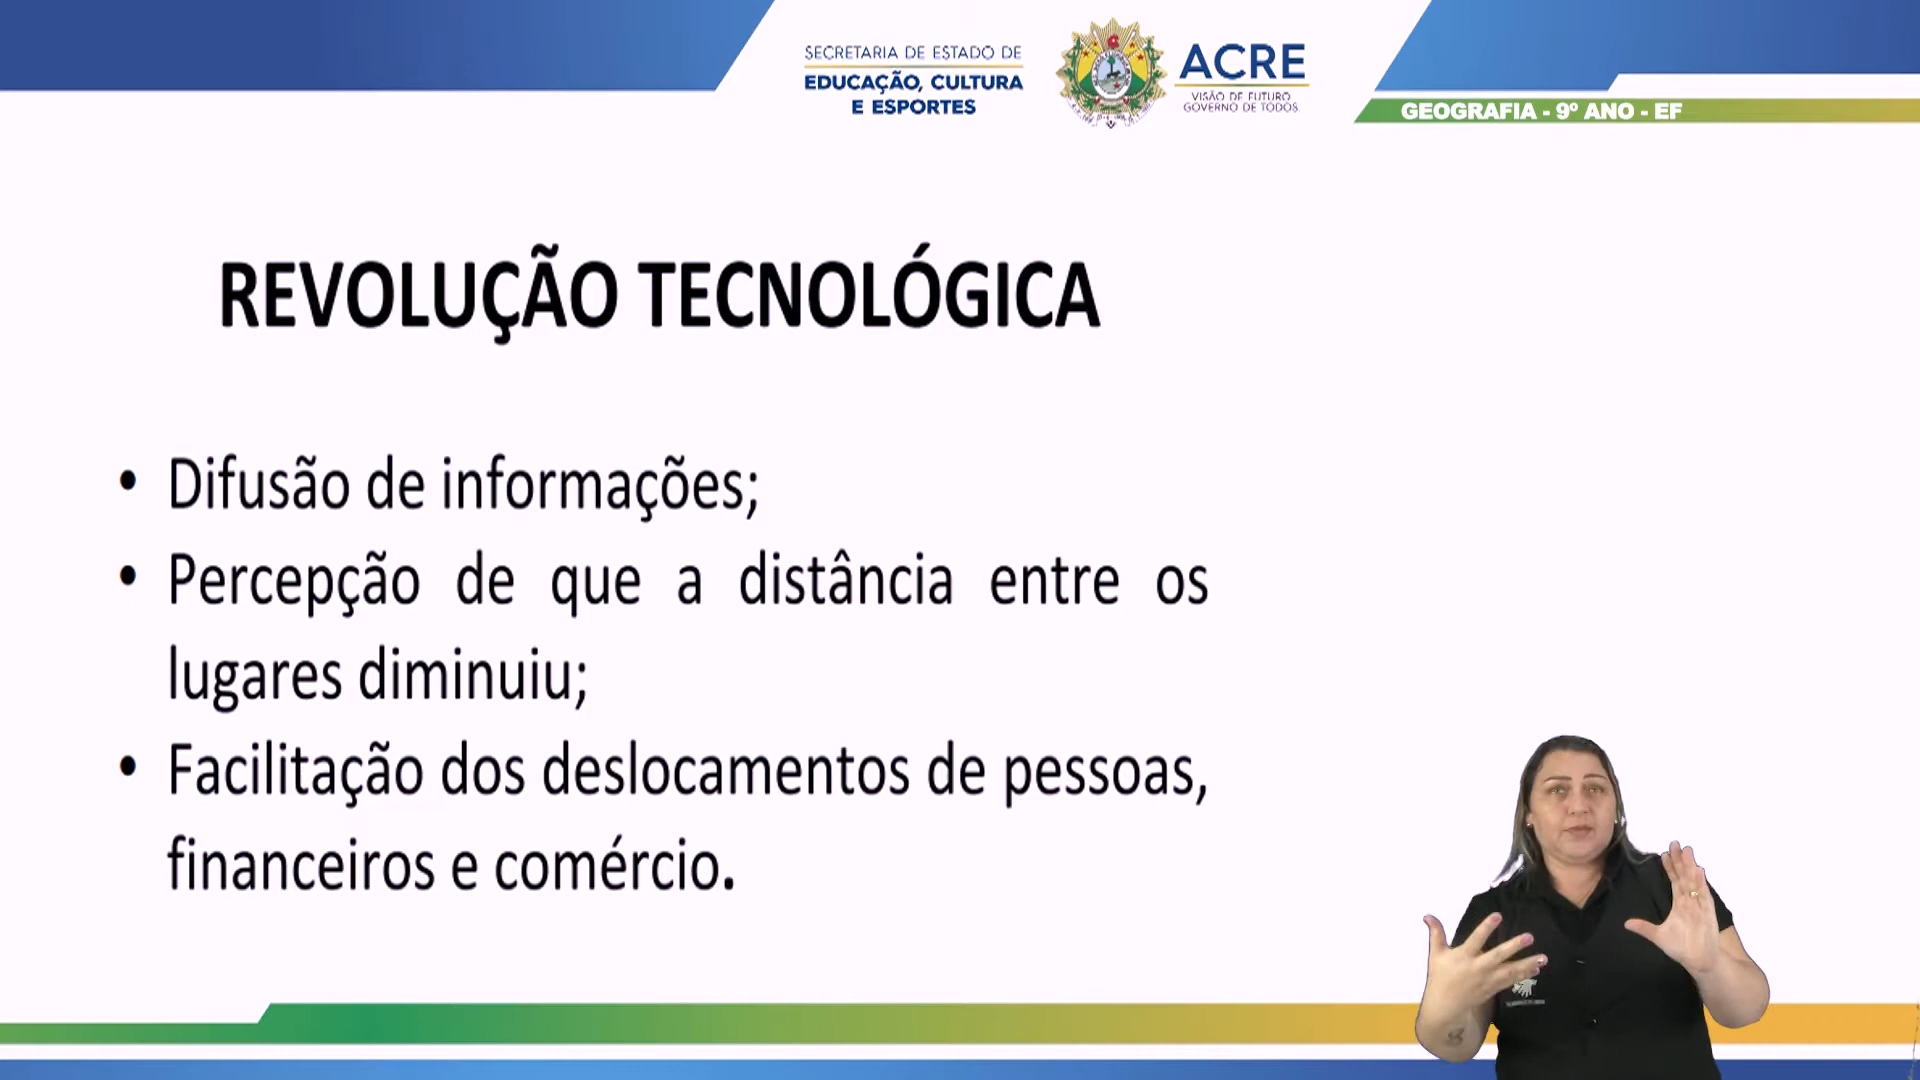 SECRETARIA DE ESTADO DE
EDUCAÇÃO, CULTURA
E ESPORTES
ACRE
VISÃO DE FUTURO
GOVERNO DE TODOS
GEOGRAFIA - 9º ANO - EF
REVOLUÇÃO TECNOLÓGICA
• Difusão de informações;
• Percepção de que a distância entre os
lugares diminuiu;
• Facilitação dos deslocamentos de pessoas,
financeiros e comércio.